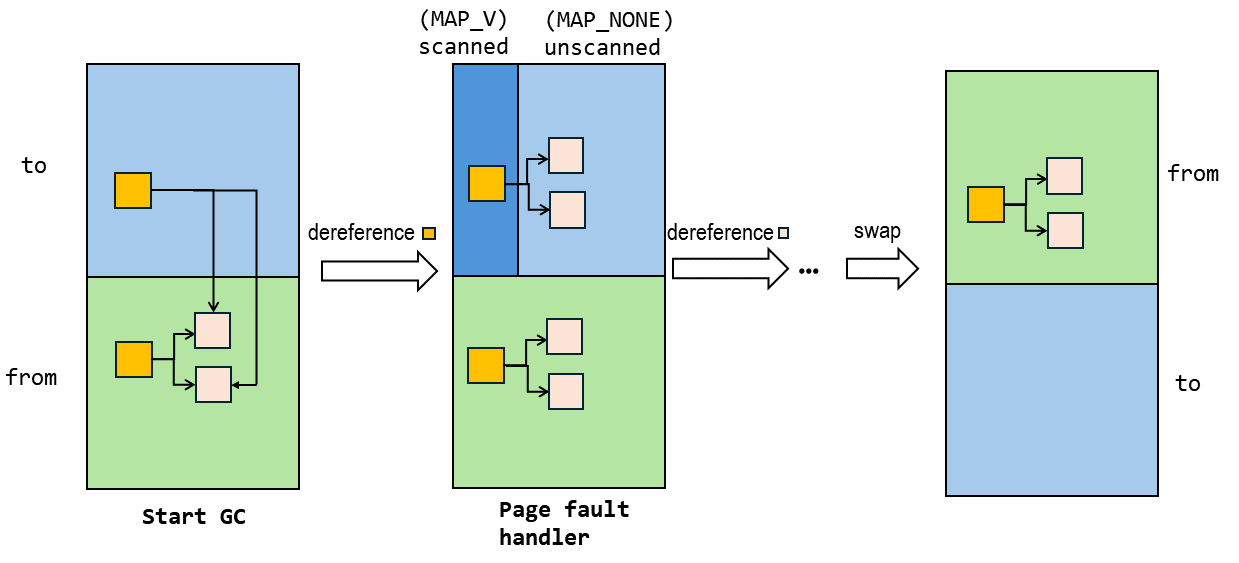 (MAP_V)
scanned
(MAP_NONE)
unscanned
to
from
dereference
dereference
...
swap
from
to
Start GC
Page fault
handler